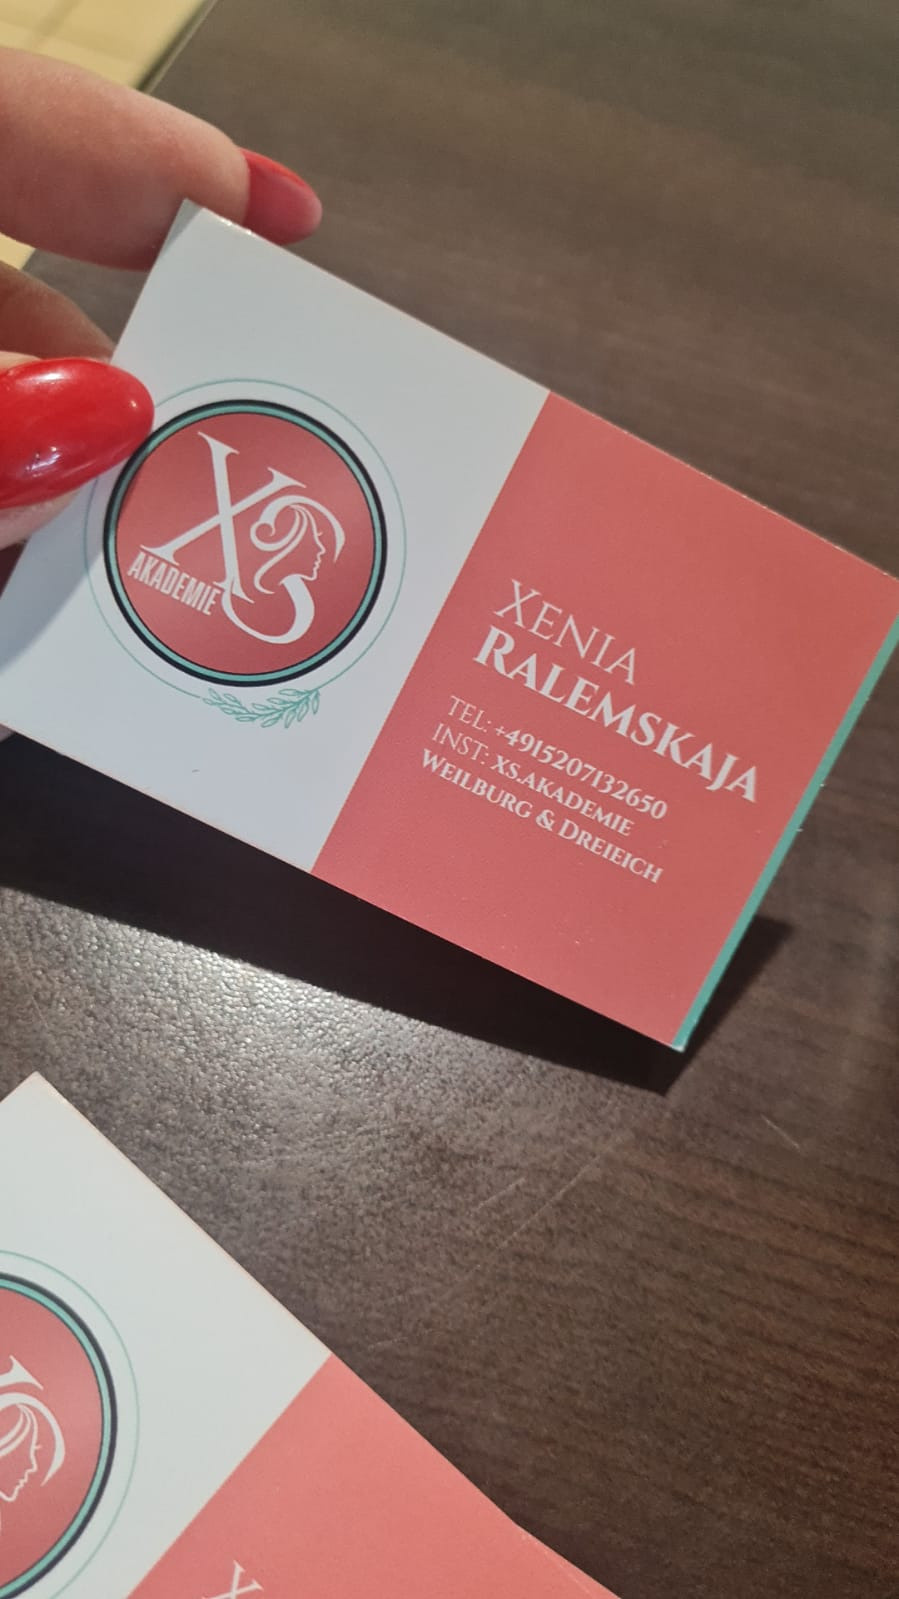 XS
AKADEMIE
XENIA
RALEMSKAJA
TEL: +4915207132650
INST: XS.AKADEMIE
WEILBURG & DREIEICH
X